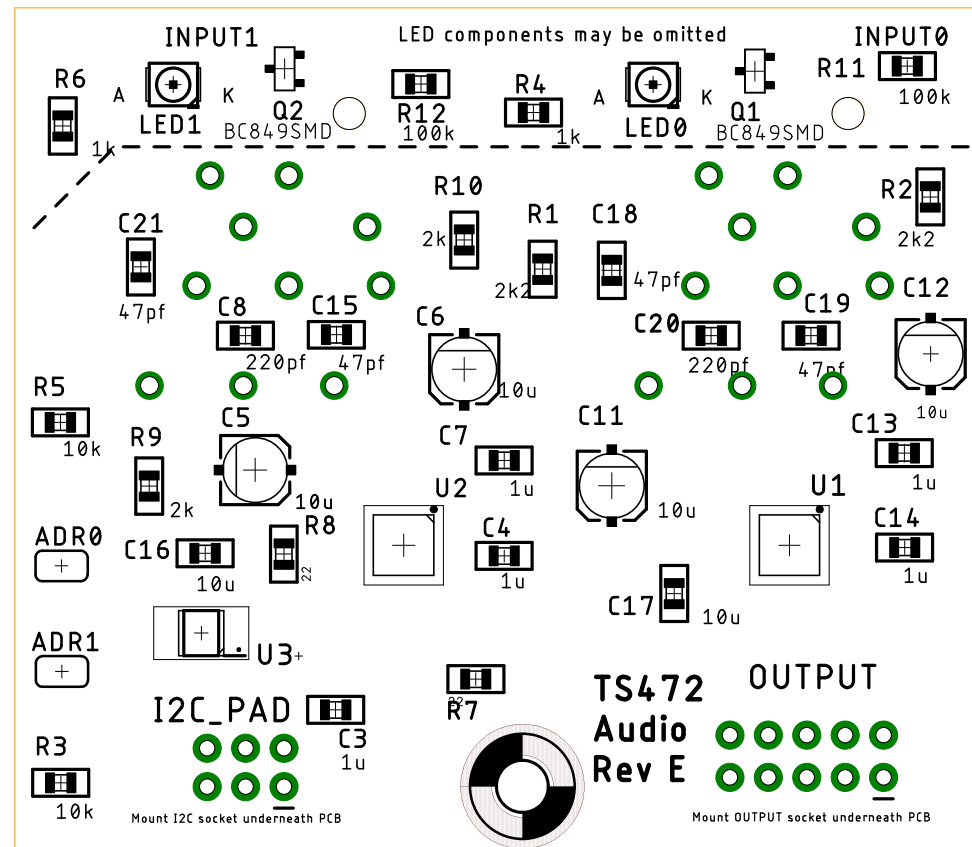 INPUT1
LED components may be omitted
INPUT0
R6
A
K
LED1
Q2
BC849SMD
R12
100k
R4
1k
A
K
LED0
Q1
BC849SMD
R11
100k
1k
R10
2k
R1
2k2
C18
47pf
R2
2k2
C21
47pf
C8
220pf
C15
47pf
C6
10u
C20
220pf
C19
47pf
C12
10u
R5
10k
R9
2k
C5
10u
C7
1u
C11
10u
C13
1u
U2
U1
ADR0
C16
10u
R8
22
C4
1u
C14
1u
C17
10u
ADR1
U3+
I2C_PAD
C3
1u
R7
22
TS472
Audio
Rev E
OUTPUT
R3
10k
Mount I2C socket underneath PCB
Mount OUTPUT socket underneath PCB